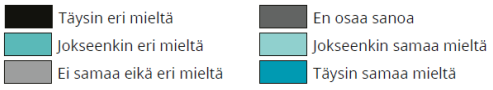 Täysin eri mieltä
Jokseenkin eri mieltä
Ei samaa eikä eri mieltä
En osaa sanoa
Jokseenkin samaa mieltä
Täysin samaa mieltä